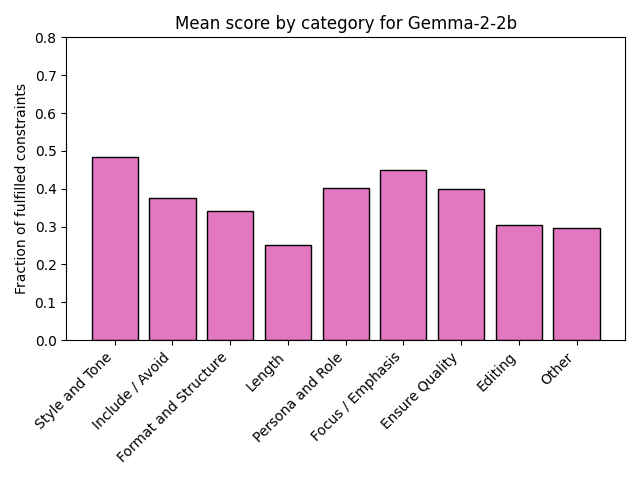 Mean score by category for Gemma-2-2b
Fraction of fulfilled constraints
0.8
0.7
0.6
0.5
0.4
0.3
0.2
0.1
0.0
Style and Tone
Include / Avoid
Format and Structure
Length
Persona and Role
Focus / Emphasis
Ensure Quality
Editing
Other